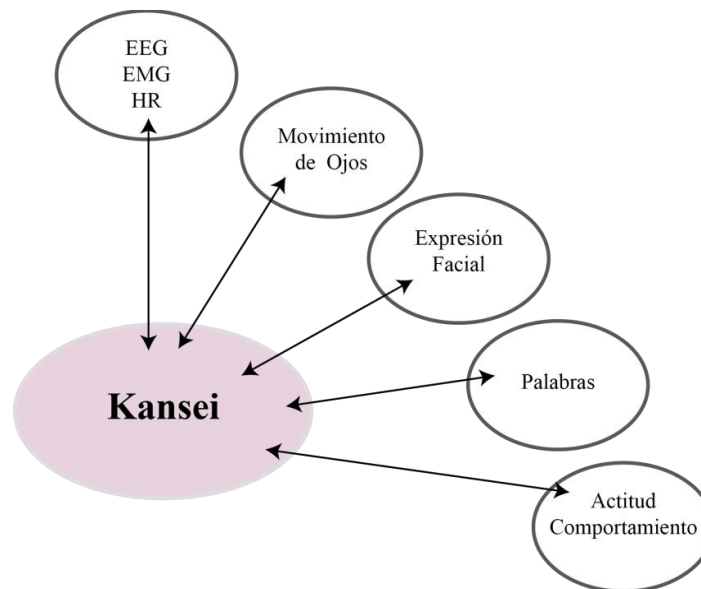 EEG
EMG
HR
Movimiento
de Ojos
Expresión
Facial
Palabras
Kansei
Actitud
Comportamiento